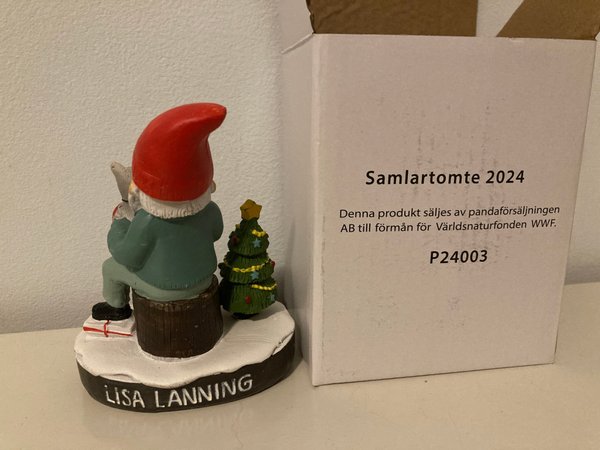 Samlartomte 2024
Denna produkt säljes av pandaförsäljningen
AB till förmån för Världsnaturfonden WWF.
P24003
LISA LANNING